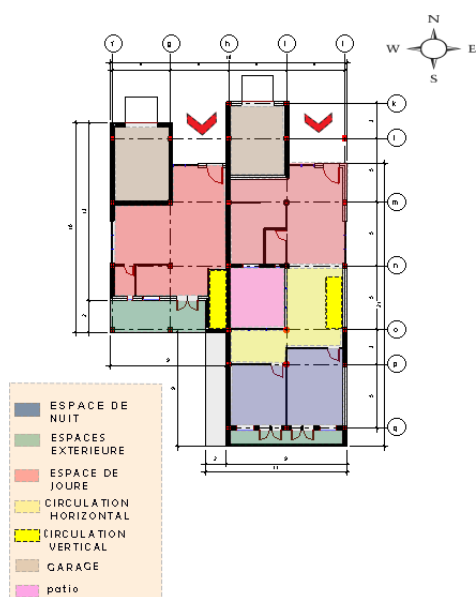 N
W E
S
f g h i l
k
l
m
n
o
p
q
ESPACE DE
NUIT
ESPACES
EXTERIEURE
ESPACE DE
JOURE
CIRCULATION
HORIZONTAL
CIRCULATION
VERTICAL
GARAGE
patio